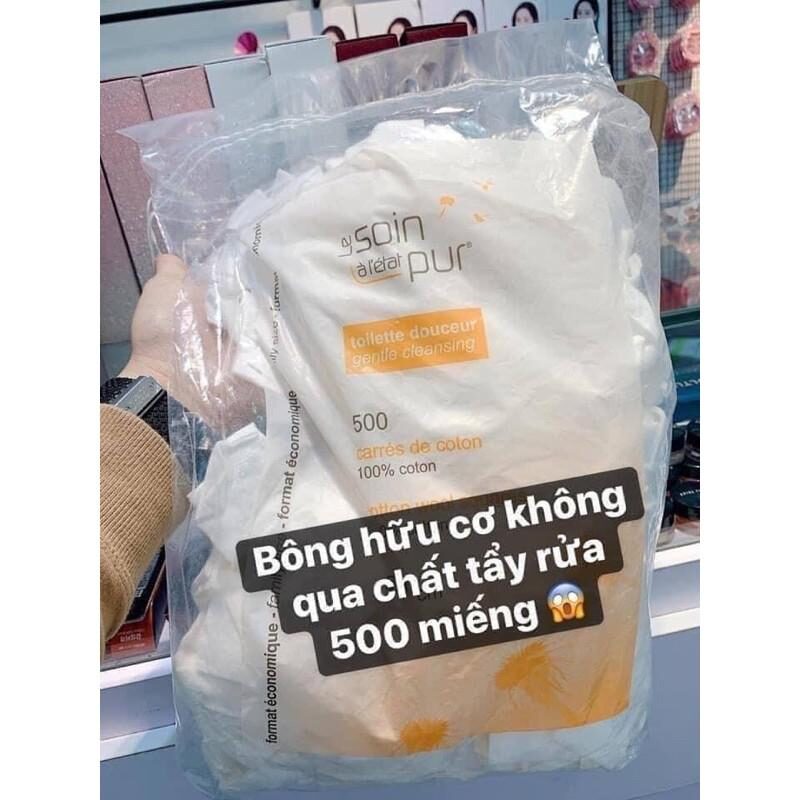 le soin
à l'état pur®
toilette douceur
gentle cleansing
500
carrés de coton
100% coton
Bông hữu cơ không
qua chất tẩy rửa
500 miếng 😱
format économique - format économique